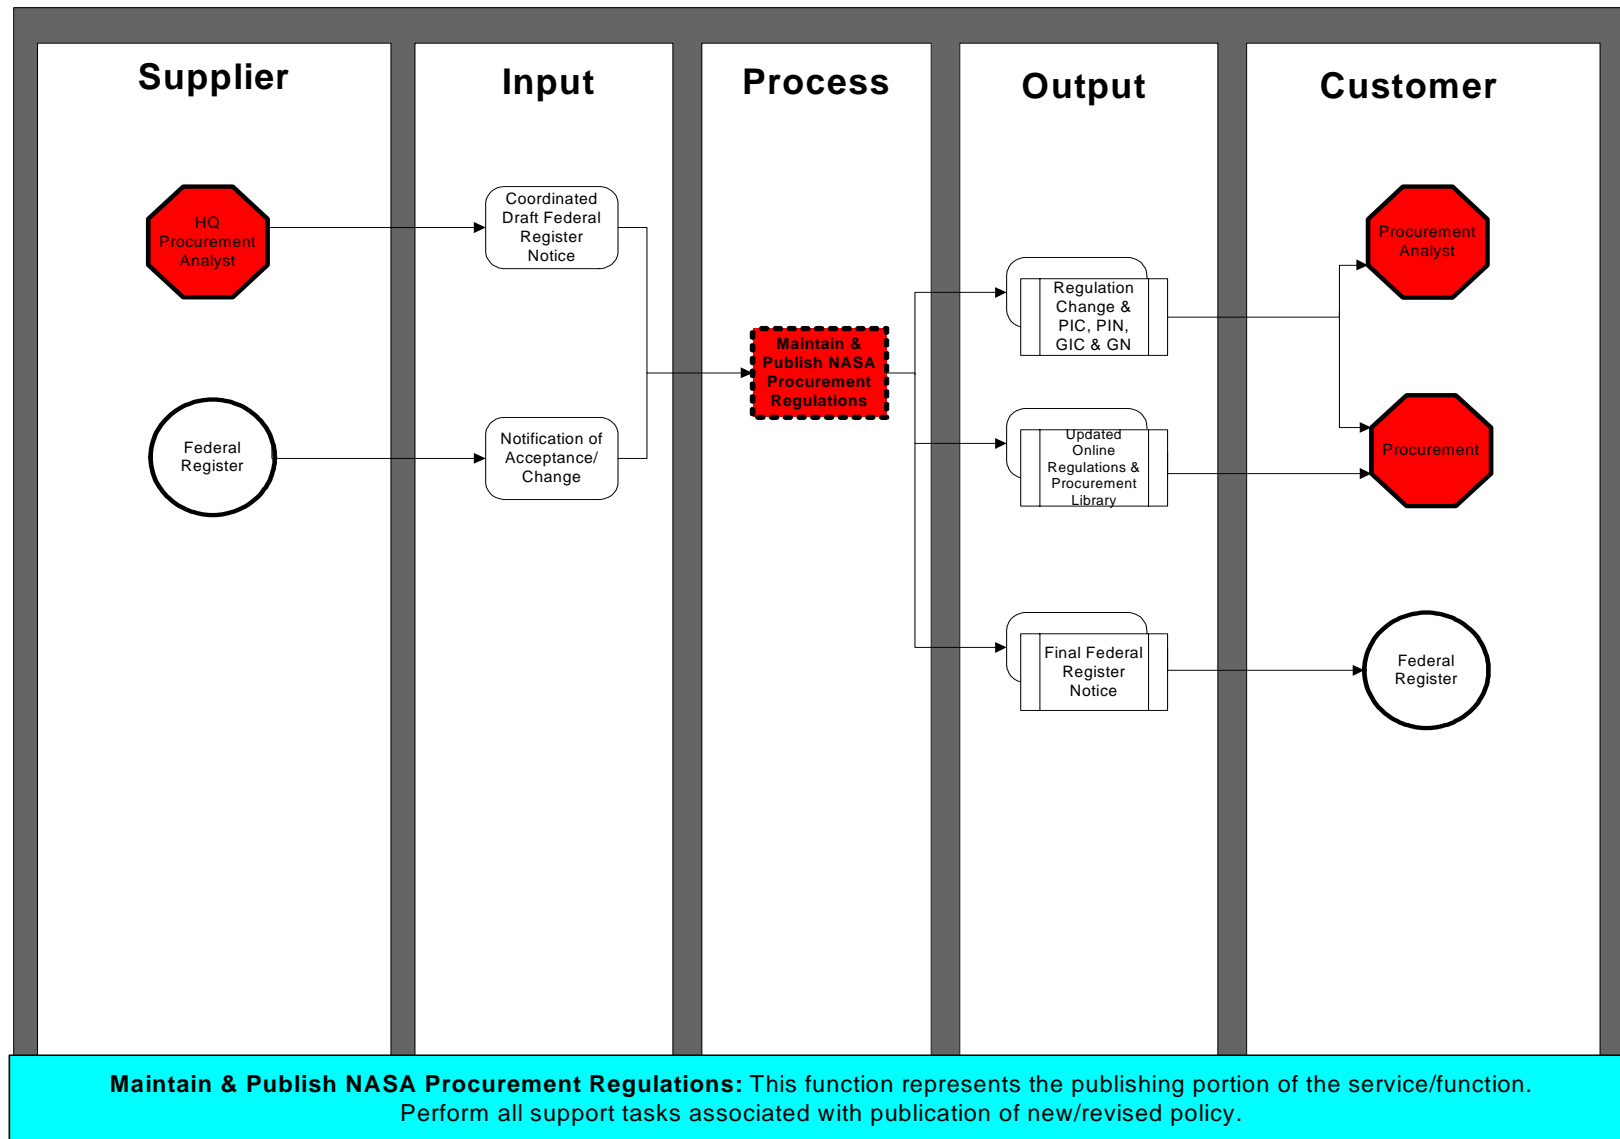 Supplier
Input
Process
Output
Customer
HQ
Procurement
Analyst
Coordinated
Draft Federal
Register
Notice
Procurement
Analyst
Regulation
Change &
PIC, PIN,
GIC & GN
Maintain &
Publish NASA
Procurement
Regulations
Federal
Register
Notification of
Acceptance/
Change
Updated
Online
Regulations &
Procurement
Library
Procurement
Final Federal
Register
Notice
Federal
Register
Maintain & Publish NASA Procurement Regulations: This function represents the publishing portion of the service/function.
Perform all support tasks associated with publication of new/revised policy.